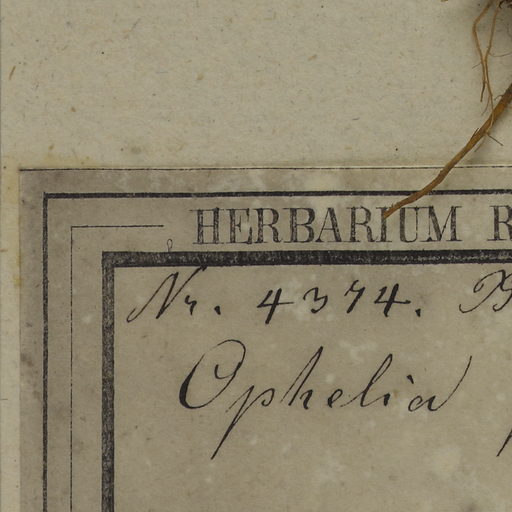 HERBARIUM R
Nr. 4374. B
Ophelia